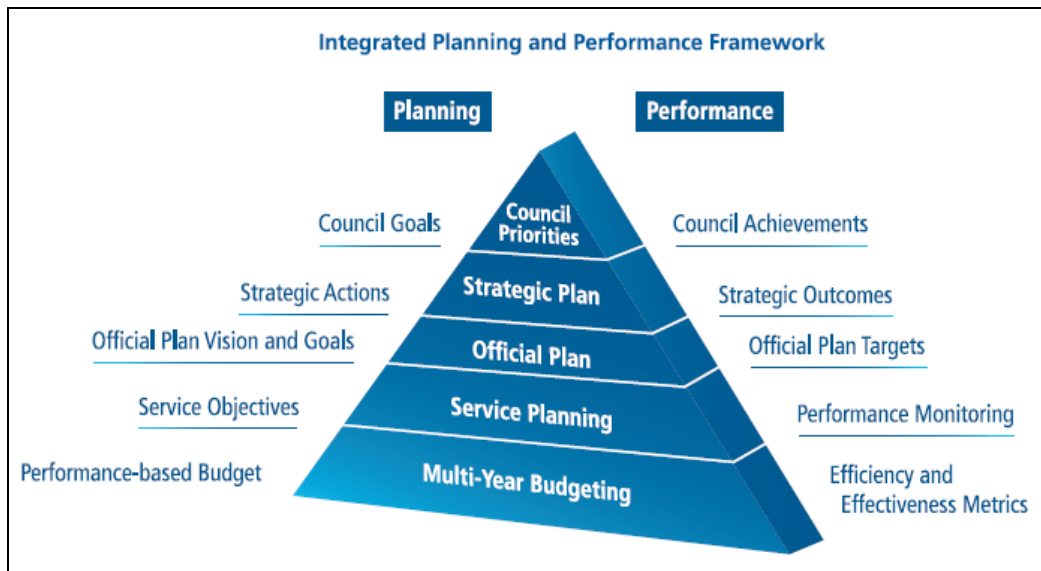 Integrated Planning and Performance Framework
Planning
Performance
Council Goals
Council
Priorities
Council Achievements
Strategic Actions
Strategic Plan
Strategic Outcomes
Official Plan Vision and Goals
Official Plan
Official Plan Targets
Service Objectives
Service Planning
Performance Monitoring
Performance-based Budget
Multi-Year Budgeting
Efficiency and
Effectiveness Metrics